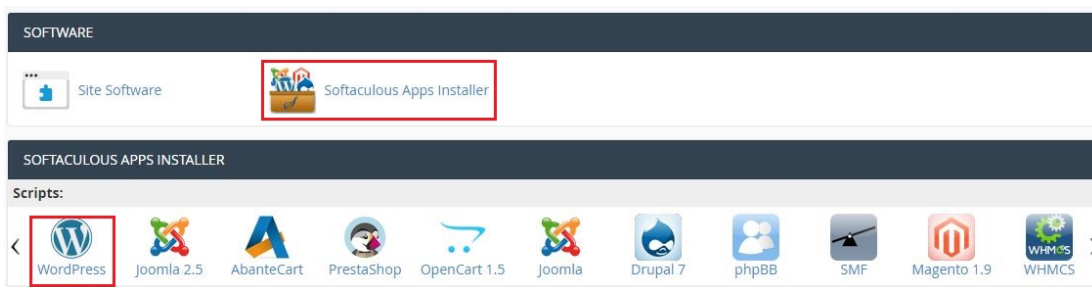 SOFTWARE
Site Software
Softaculous Apps Installer
SOFTACULOUS APPS INSTALLER
Scripts:
WordPress Joomla 2.5 AbanteCart PrestaShop OpenCart 1.5 Joomla Drupal 7 phpBB SMF Magento 1.9 WHMCS
WHMCS